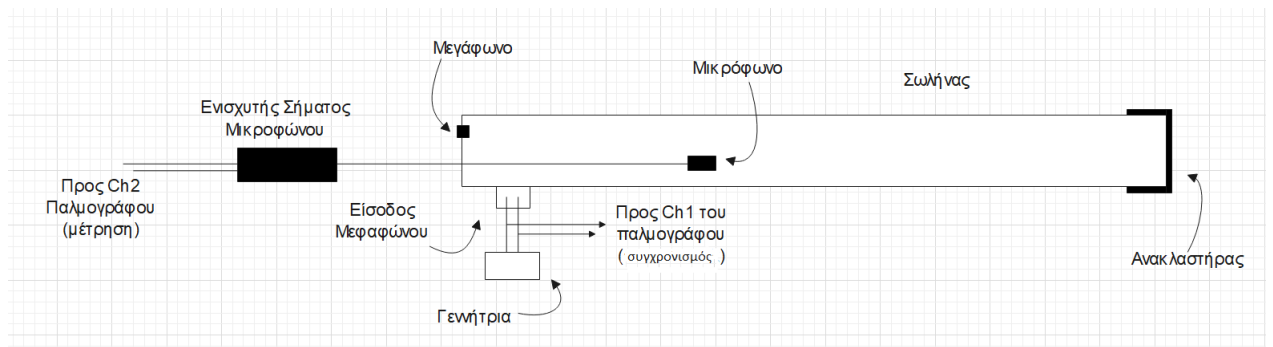 Μεγάφωνο
Μικρόφωνο
Σωλήνας
Ενισχυτής Σήματος
Μικροφώνου
Προς Ch2
Παλμογράφου
(μέτρηση)
Είσοδος
Μεφαφώνου
Προς Ch1 του
παλμογράφου
( συγχρονισμός )
Ανακλαστήρας
Γεννήτρια